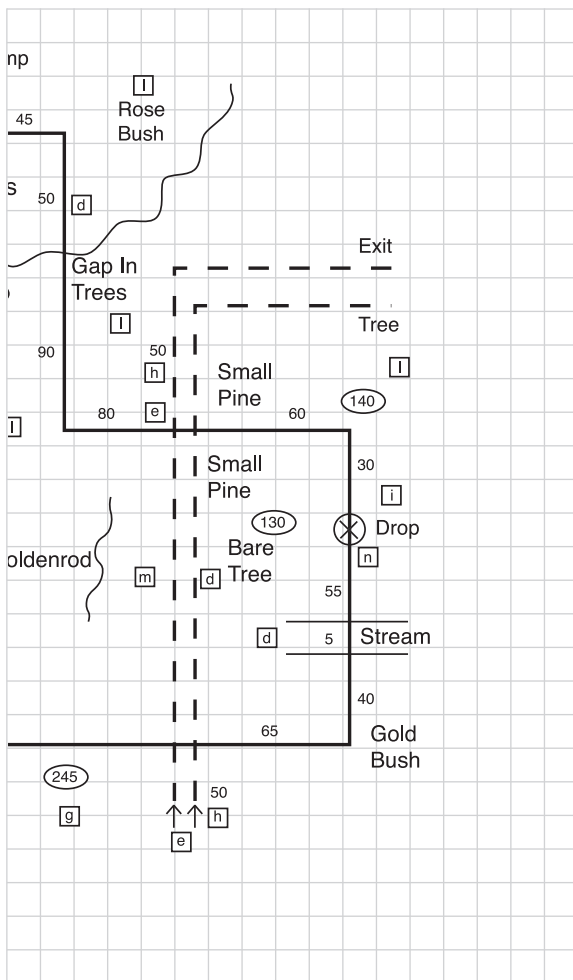 mp
l
Rose
Bush
45
s
50
d
Exit
Gap In
Trees
l
Tree
90
50
h
Small
Pine
l
140
80
e
60
l
Small
Pine
30
i
130
Drop
oldenrod
Bare
Tree
n
m
d
55
d
5
Stream
40
65
Gold
Bush
245
50
g
h
e